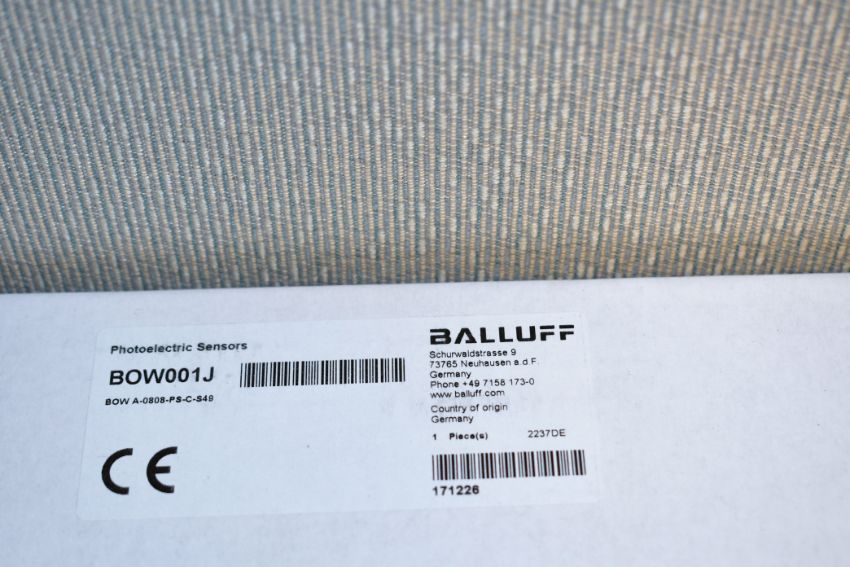 Photoelectric Sensors
BOW001J
BOW A-0808-PS-C-S49
CE
BALLUFF
Schurwaldstrasse 9
73765 Neuhausen a.d.F.
Germany
Phone +49 7158 173-0
www.balluff.com
Country of origin
Germany
1 Piece(s) 2237DE
171226